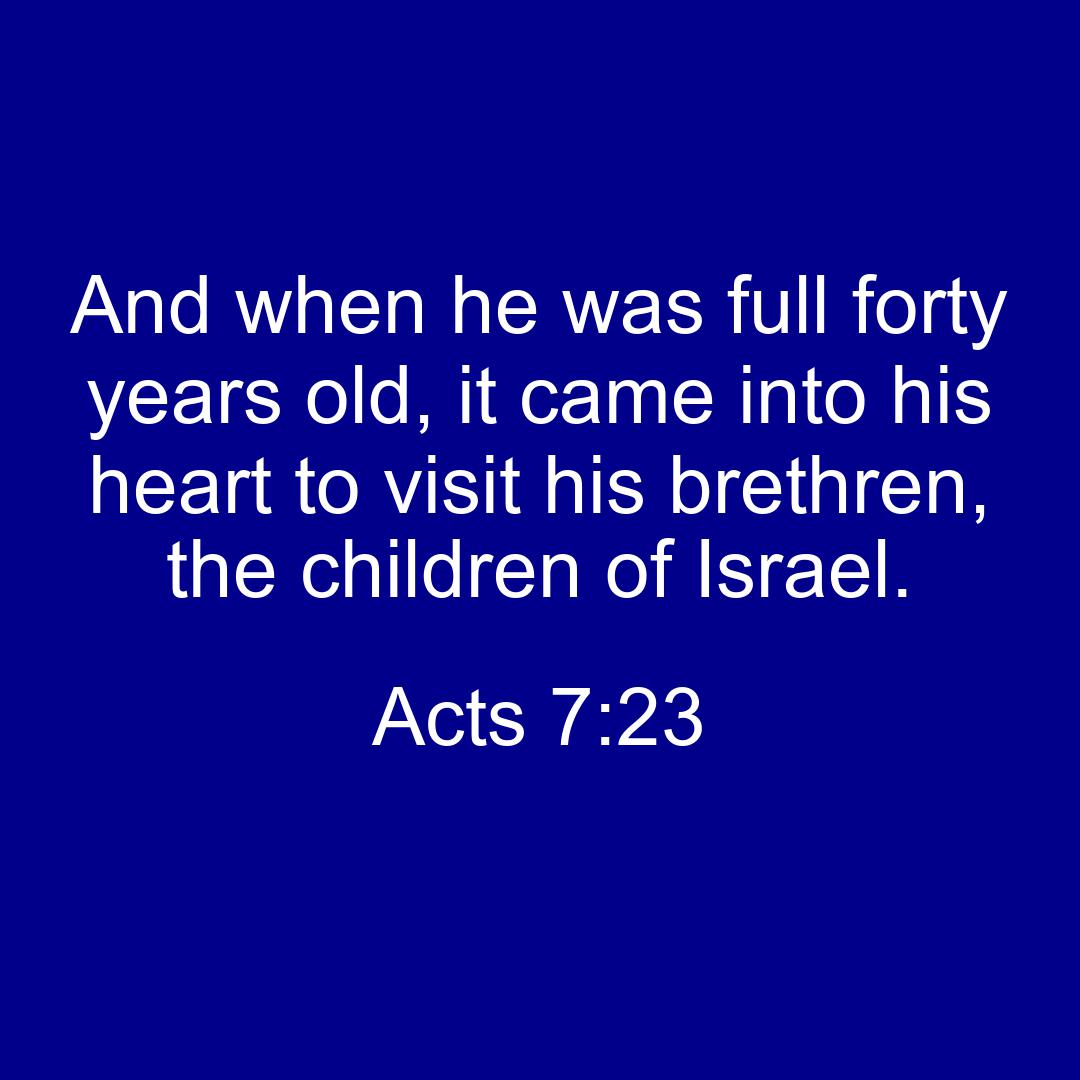 And when he was full forty
years old, it came into his
heart to visit his brethren,
the children of Israel.
Acts 7:23